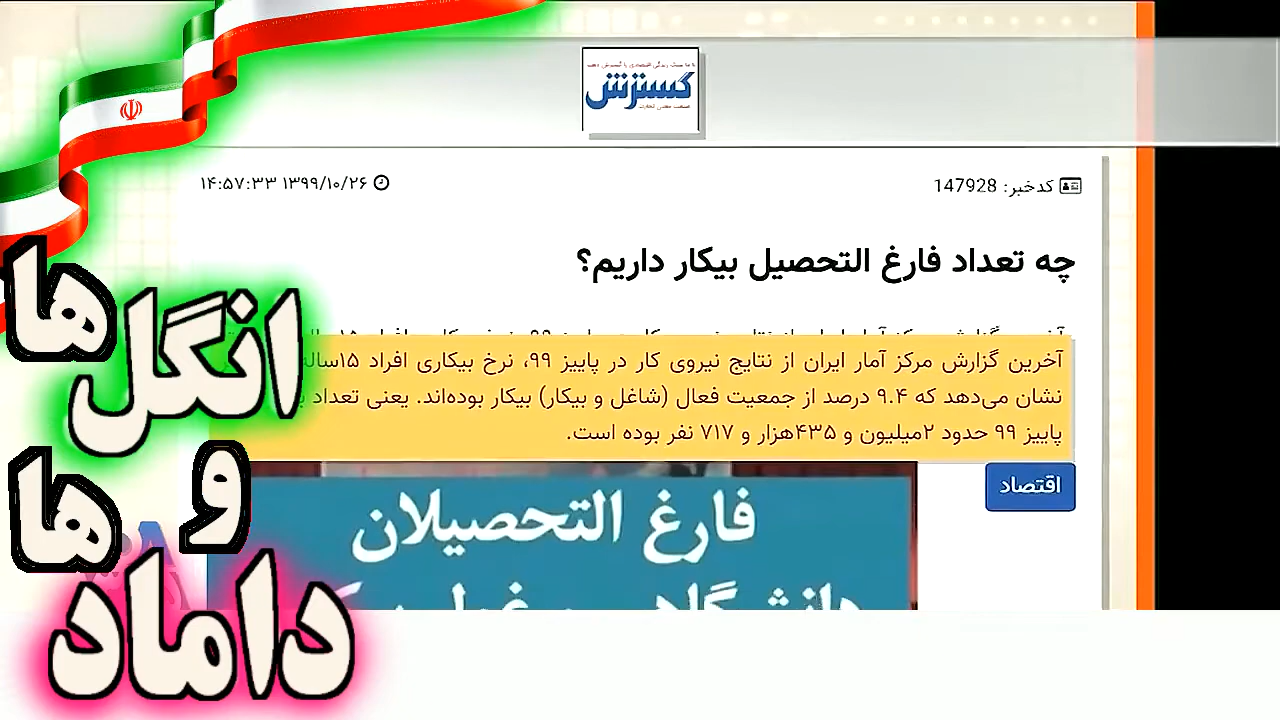 گسترش
کدخبر: 147928
۱۳۹۹/۱۰/۲۶ ۱۴:۵۷:۳۳
چه تعداد فارغ التحصیل بیکار داریم؟
آخرین گزارش مرکز آمار ایران از نتایج نیروی کار در پاییز ۹۹، نرخ بیکاری افراد ۱۵ساله
نشان می‌دهد که ۹.۴ درصد از جمعیت فعال (شاغل و بیکار) بیکار بوده‌اند. یعنی تعداد
پاییز ۹۹ حدود ۲میلیون و ۴۳۵هزار و ۷۱۷ نفر بوده است.
اقتصاد
فارغ التحصیلان
انگل ها
و
داماد ها